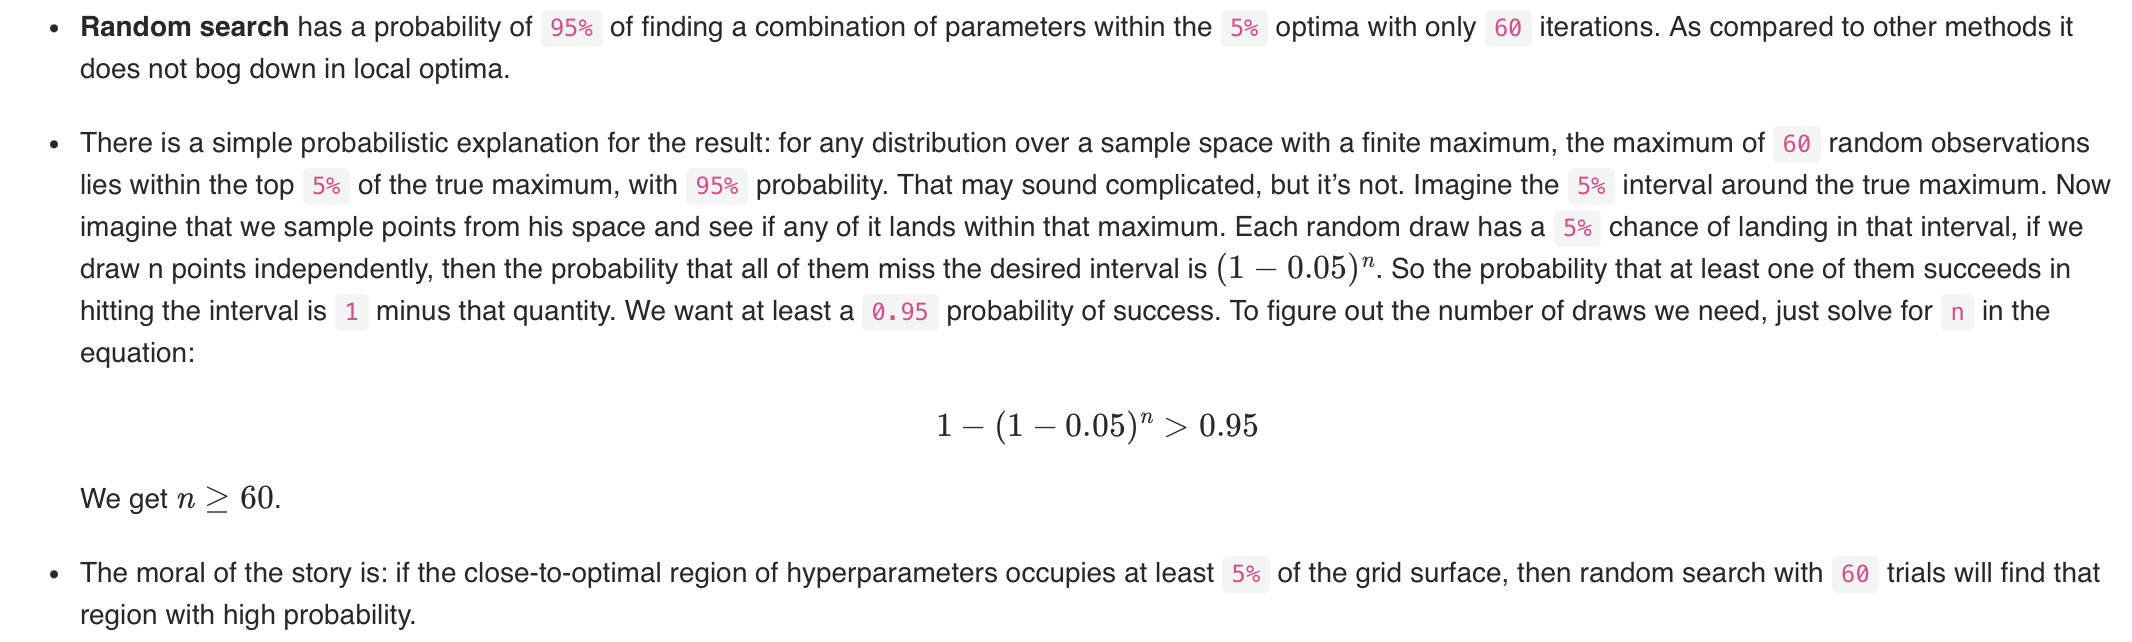 • Random search has a probability of 95% of finding a combination of parameters within the 5% optima with only 60 iterations. As compared to other methods it
does not bog down in local optima.
• There is a simple probabilistic explanation for the result: for any distribution over a sample space with a finite maximum, the maximum of 60 random observations
lies within the top 5% of the true maximum, with 95% probability. That may sound complicated, but it’s not. Imagine the 5% interval around the true maximum. Now
imagine that we sample points from his space and see if any of it lands within that maximum. Each random draw has a 5% chance of landing in that interval, if we
draw n points independently, then the probability that all of them miss the desired interval is (1 − 0.05)ⁿ. So the probability that at least one of them succeeds in
hitting the interval is 1 minus that quantity. We want at least a 0.95 probability of success. To figure out the number of draws we need, just solve for n in the
equation:
1 − (1 − 0.05)ⁿ > 0.95
We get n ≥ 60.
• The moral of the story is: if the close-to-optimal region of hyperparameters occupies at least 5% of the grid surface, then random search with 60 trials will find that
region with high probability.